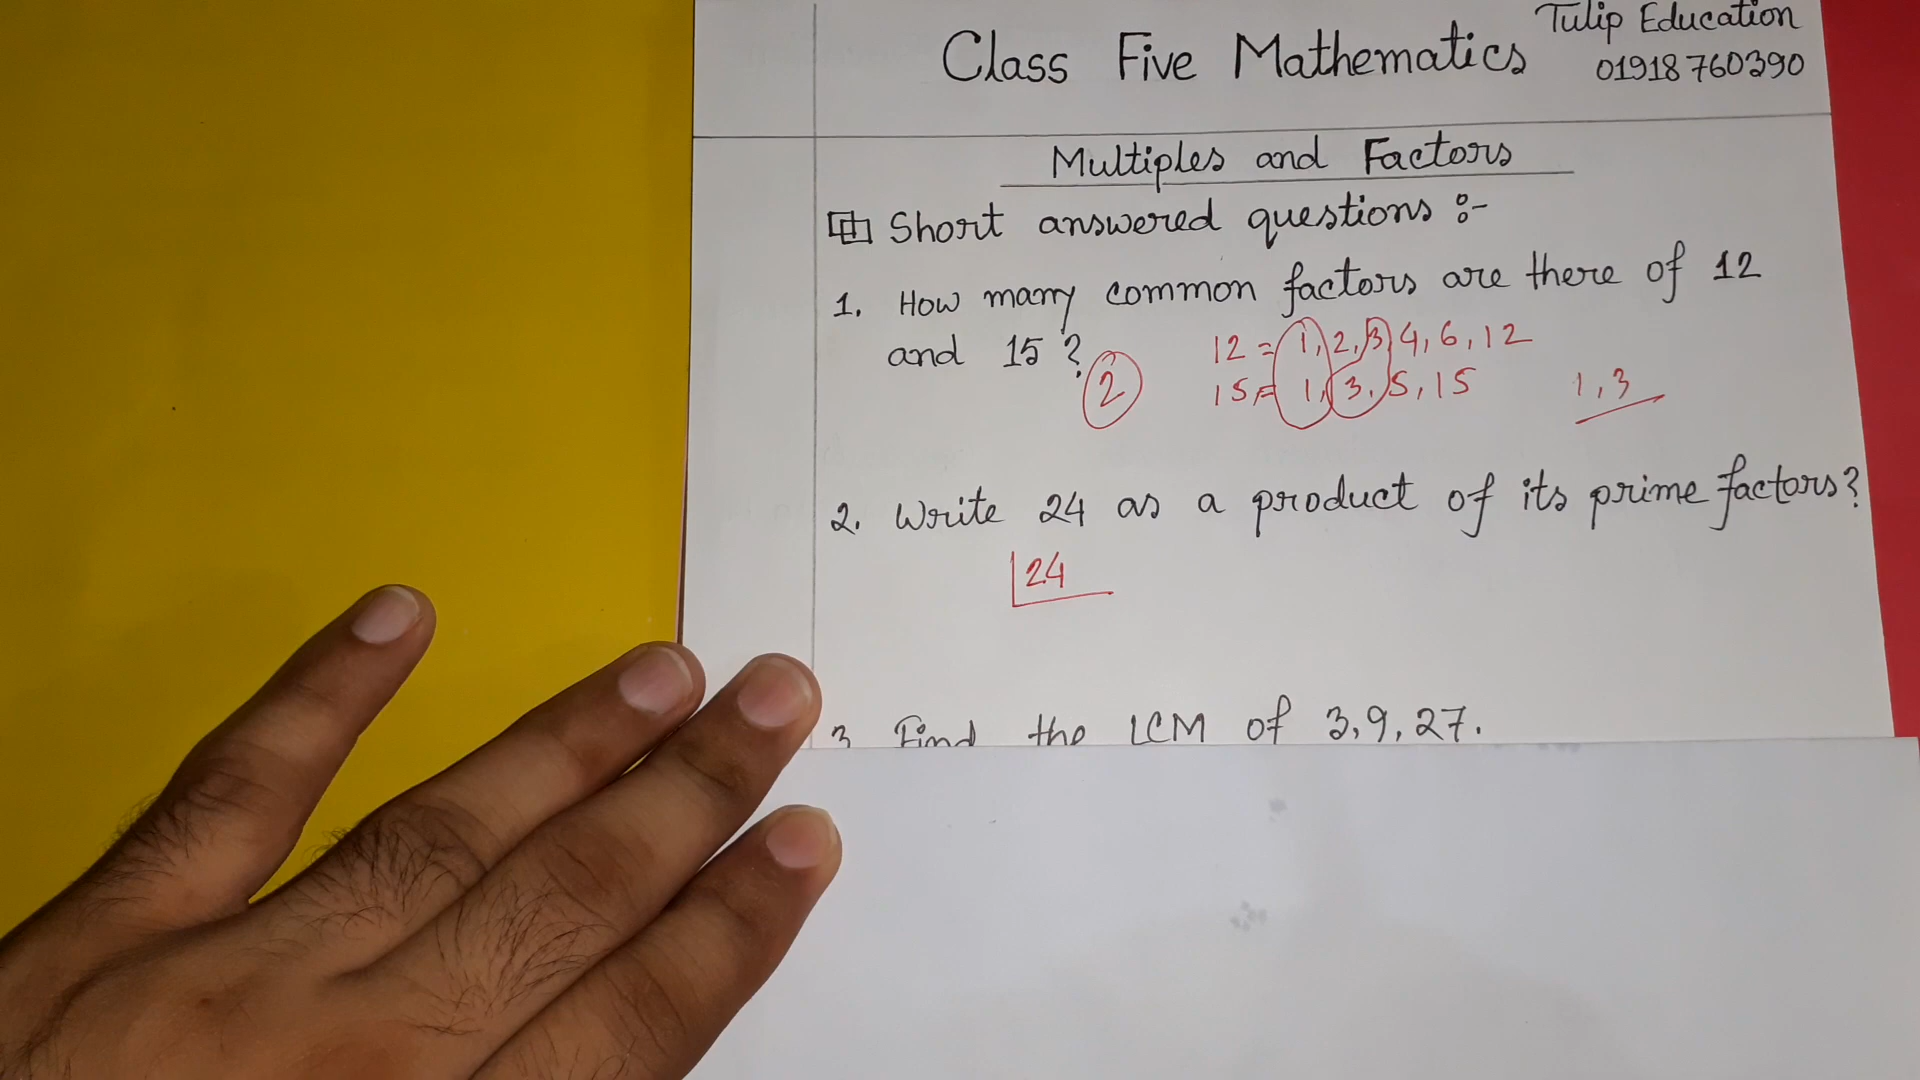 Class Five Mathematics
Tulip Education
01918760390
Multiples and Factors
Short answered questions :-
1. How many common factors are there of 12
and 15?
2
12 = 1, 2, 3, 4, 6, 12
15 = 1, 3, 5, 15
1, 3
2. Write 24 as a product of its prime factors?
24
3 Find the LCM of 3, 9, 27.